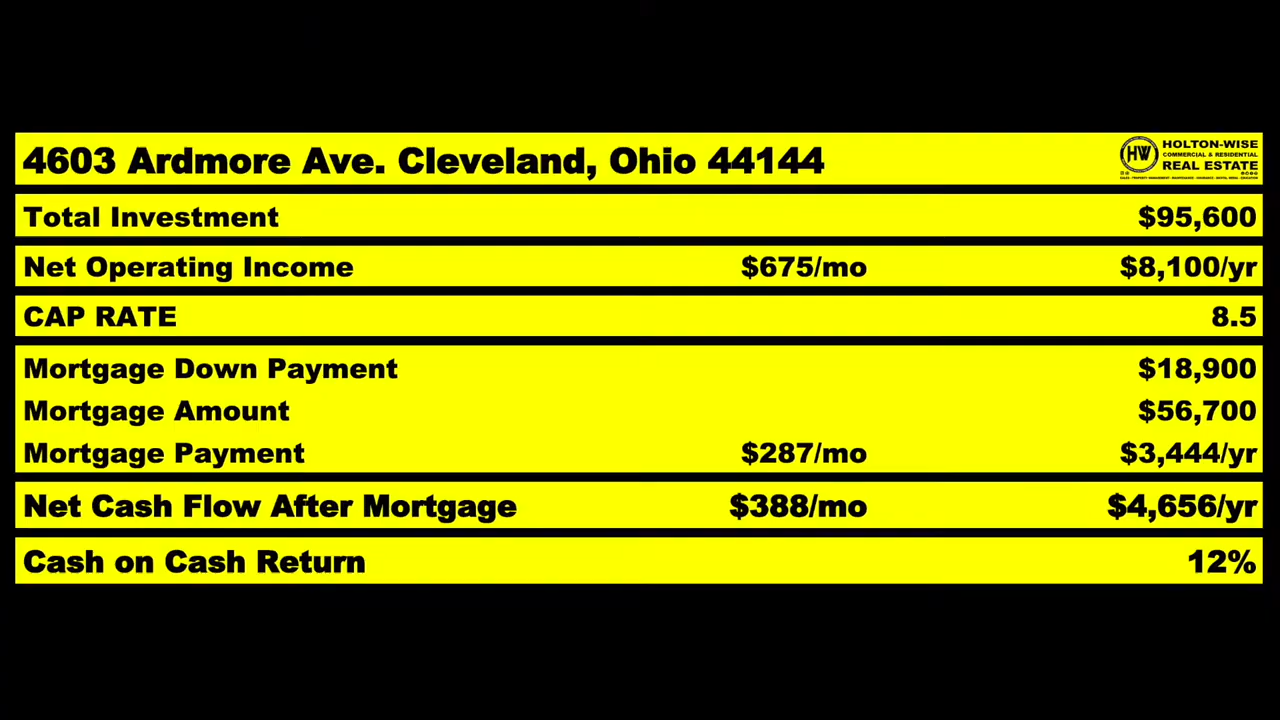 4603 Ardmore Ave. Cleveland, Ohio 44144
HW HOLTON-WISE
COMMERCIAL & RESIDENTIAL
REAL ESTATE
Total Investment $95,600
Net Operating Income $675/mo $8,100/yr
CAP RATE 8.5
Mortgage Down Payment $18,900
Mortgage Amount $56,700
Mortgage Payment $287/mo $3,444/yr
Net Cash Flow After Mortgage $388/mo $4,656/yr
Cash on Cash Return 12%